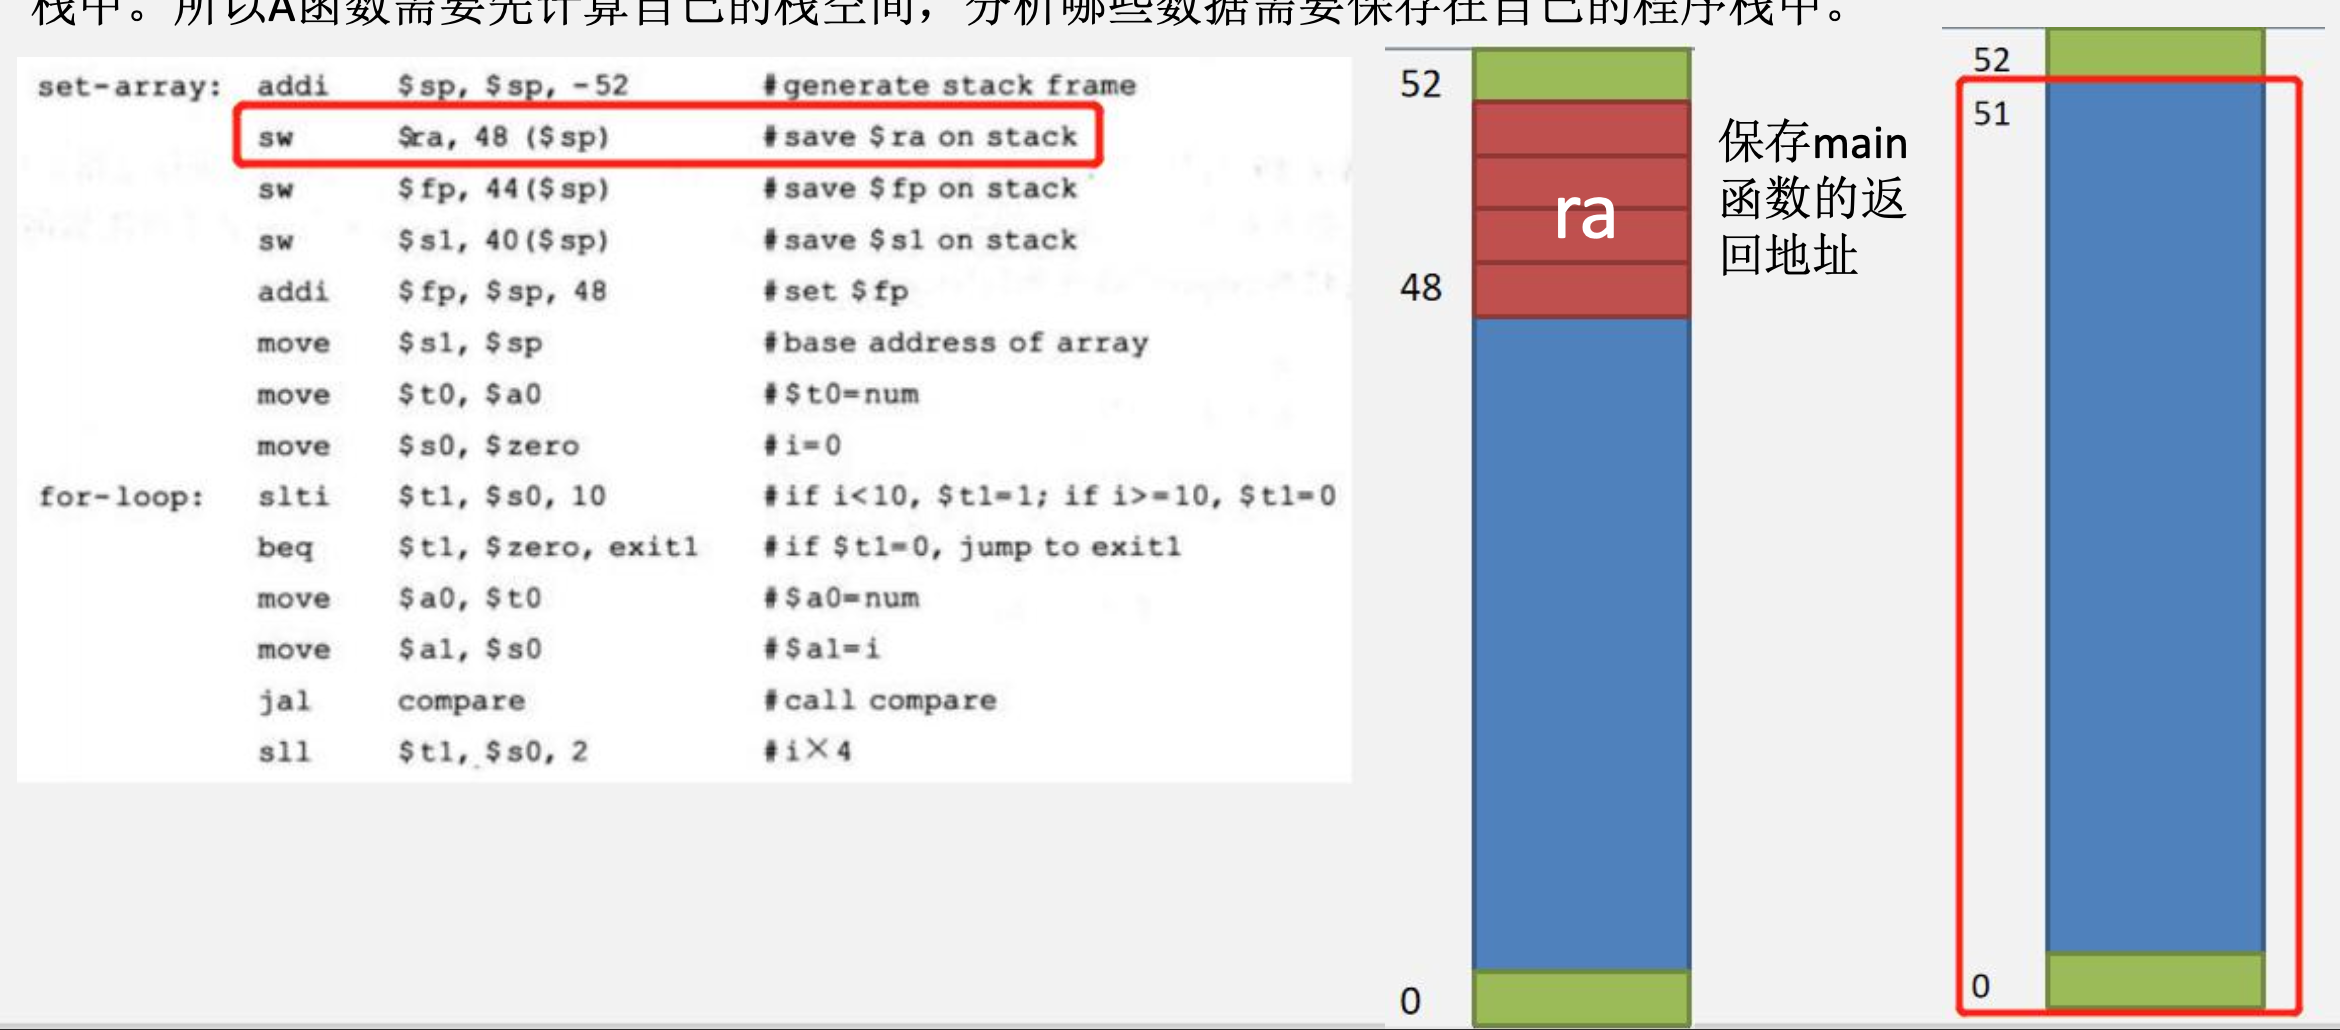 栈中。所以A函数需要先计算自己的栈空间，分析哪些数据需要保存在自己的程序栈中。
set-array: addi $sp, $sp, -52 #generate stack frame
sw $ra, 48 ($sp) #save $ra on stack
sw $fp, 44($sp) #save $fp on stack
sw $s1, 40($sp) #save $s1 on stack
addi $fp, $sp, 48 #set $fp
move $s1, $sp #base address of array
move $t0, $a0 #$t0=num
move $s0, $zero #i=0
for-loop: slti $t1, $s0, 10 #if i<10, $t1=1; if i>=10, $t1=0
beq $t1, $zero, exit1 #if $t1=0, jump to exit1
move $a0, $t0 #$a0=num
move $a1, $s0 #$a1=i
jal compare #call compare
sll $t1, $s0, 2 #i×4
52
ra
48
0
保存main
函数的返
回地址
52
51
0